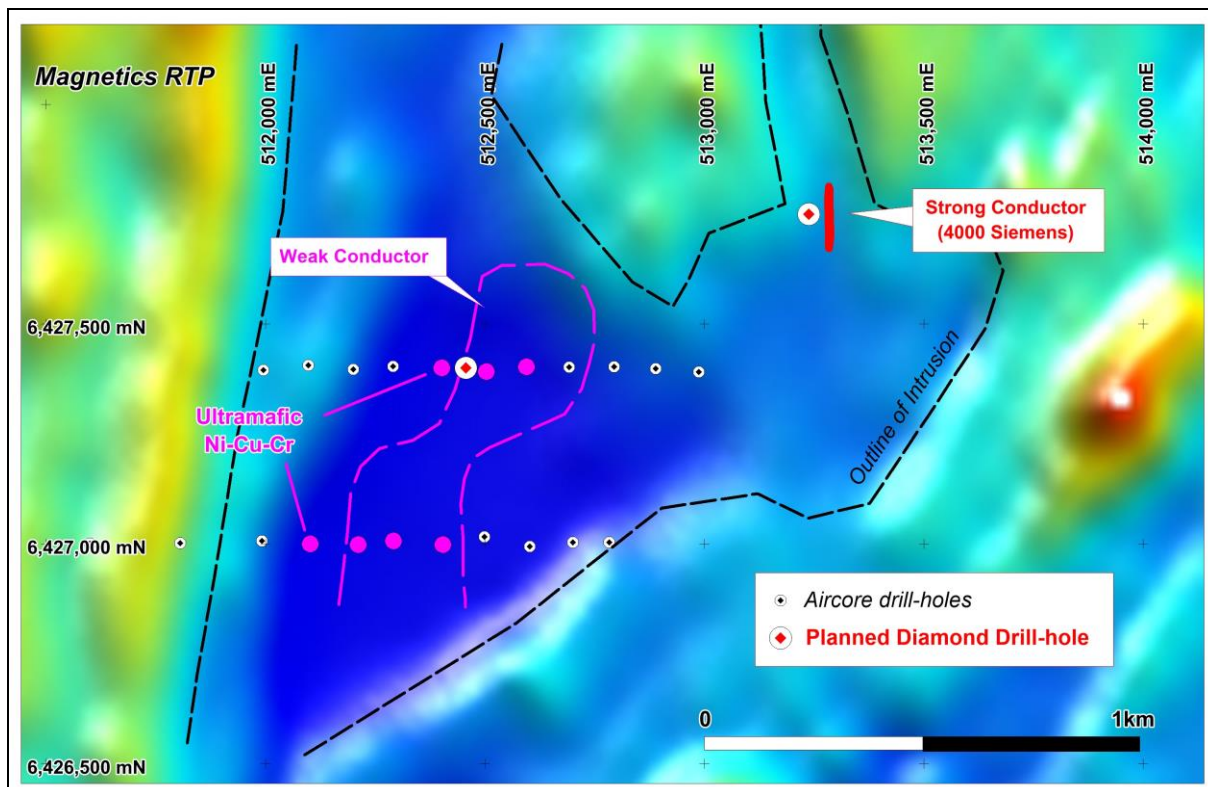 Magnetics RTP
512,000 mE
512,500 mE
513,000 mE
513,500 mE
514,000 mE
Strong Conductor
(4000 Siemens)
Weak Conductor
6,427,500 mN
Ultramafic
Ni-Cu-Cr
Outline of Intrusion
6,427,000 mN
Aircore drill-holes
Planned Diamond Drill-hole
0
1km
6,426,500 mN